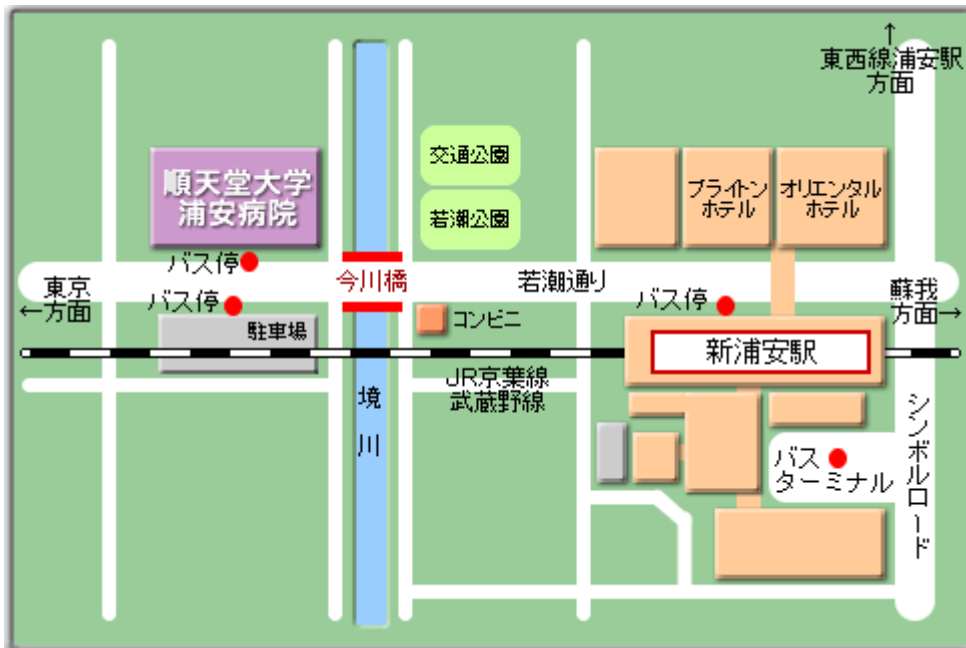 ↑
東西線浦安駅
方面
順天堂大学
浦安病院
交通公園
若潮公園
ブライトン
ホテル
オリエンタル
ホテル
バス停
今川橋
若潮通り
東京
←方面
バス停
バス停
蘇我
方面→
駐車場
コンビニ
新浦安駅
JR京葉線
武蔵野線
境川
シンボルロード
バス
ターミナル